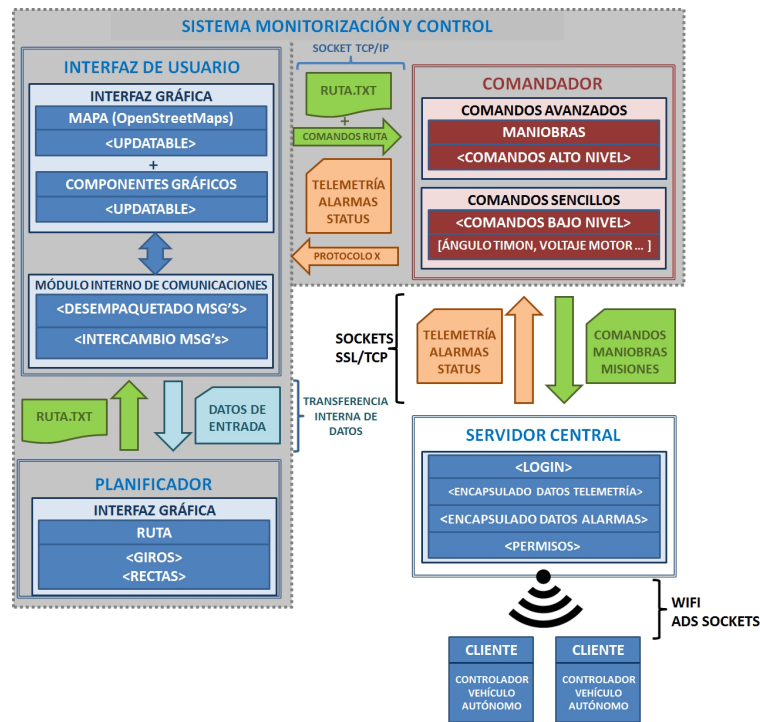 SISTEMA MONITORIZACIÓN Y CONTROL
INTERFAZ DE USUARIO
INTERFAZ GRÁFICA
MAPA (OpenStreetMaps)
<UPDATABLE>
+
COMPONENTES GRÁFICOS
<UPDATABLE>
MÓDULO INTERNO DE COMUNICACIONES
<DESEMPAQUETADO MSG'S>
<INTERCAMBIO MSG's>
SOCKET TCP/IP
RUTA.TXT
+
COMANDOS RUTA
TELEMETRÍA
ALARMAS
STATUS
PROTOCOLO X
COMANDADOR
COMANDOS AVANZADOS
MANIOBRAS
<COMANDOS ALTO NIVEL>
COMANDOS SENCILLOS
<COMANDOS BAJO NIVEL>
[ÁNGULO TIMON, VOLTAJE MOTOR... ]
SOCKETS
SSL/TCP
TELEMETRÍA
ALARMAS
STATUS
COMANDOS
MANIOBRAS
MISIONES
RUTA.TXT
DATOS DE
ENTRADA
TRANSFERENCIA
INTERNA DE
DATOS
PLANIFICADOR
INTERFAZ GRÁFICA
RUTA
<GIROS>
<RECTAS>
SERVIDOR CENTRAL
<LOGIN>
<ENCAPSULADO DATOS TELEMETRÍA>
<ENCAPSULADO DATOS ALARMAS>
<PERMISOS>
WIFI
ADS SOCKETS
CLIENTE
CONTROLADOR
VEHÍCULO
AUTÓNÓMO
CLIENTE
CONTROLADOR
VEHÍCULO
AUTÓNÓMO